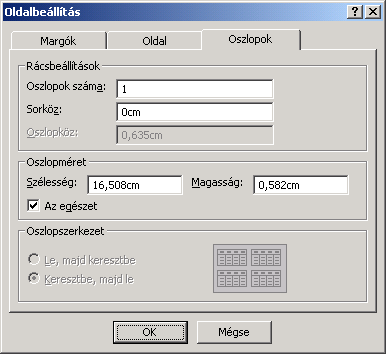 Oldalbeállítás
Margók Oldal Oszlopok
Rácsbeállítások
Oszlopok száma: 1
Sorköz: 0cm
Oszlopköz: 0,635cm
Oszlopméret
Szélesség: 16,508cm Magasság: 0,582cm
Az egészet
Oszlopszerkezet
Le, majd keresztbe
Keresztbe, majd le
OK Mégse